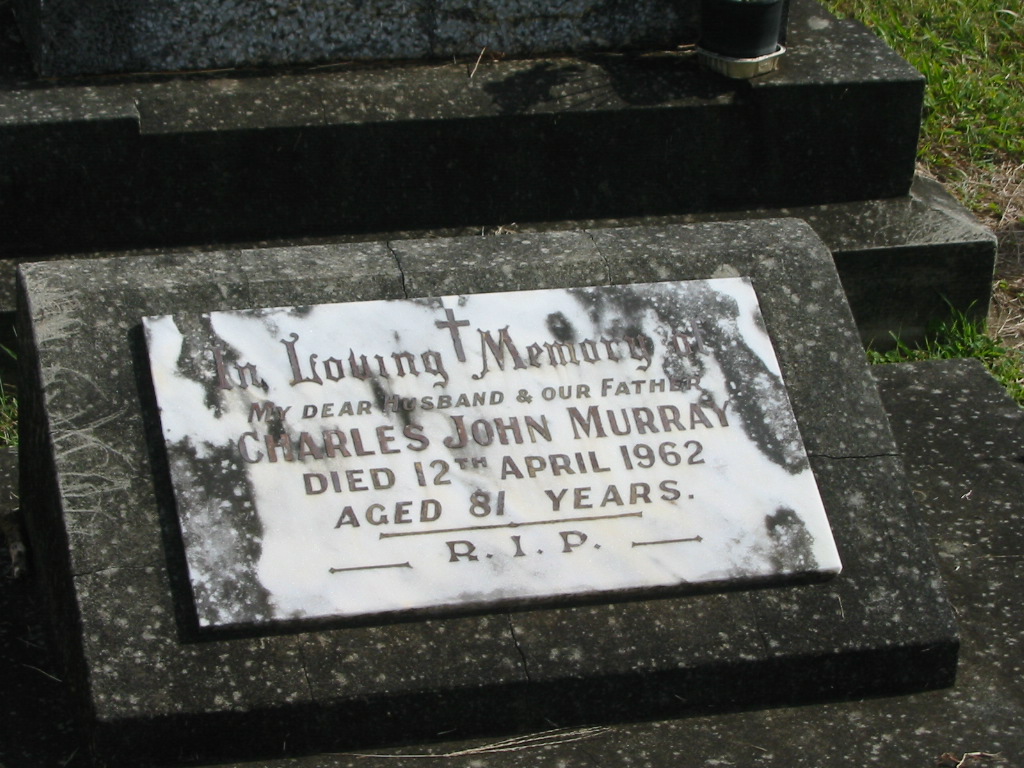 In Loving Memory of
MY DEAR HUSBAND & OUR FATHER
CHARLES JOHN MURRAY
DIED 12TH APRIL 1962
AGED 81 YEARS.
R. I. P.